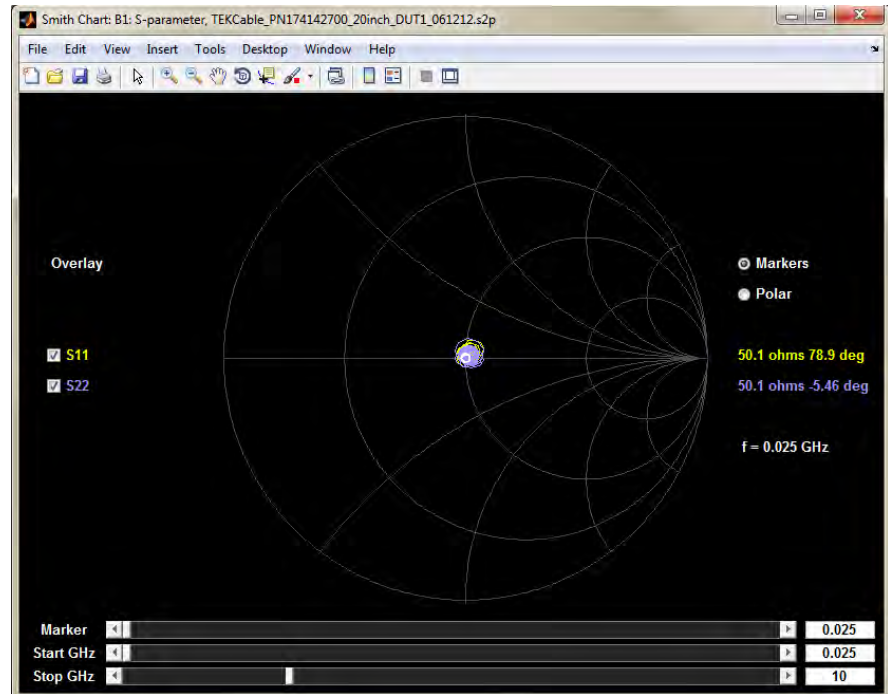 Smith Chart: B1: S-parameter, TEKCable_PN174142700_20inch_DUT1_061212.s2p
File Edit View Insert Tools Desktop Window Help
Overlay
Markers
Polar
S11
50.1 ohms 78.9 deg
S22
50.1 ohms -5.46 deg
f = 0.025 GHz
Marker 0.025
Start GHz 0.025
Stop GHz 10